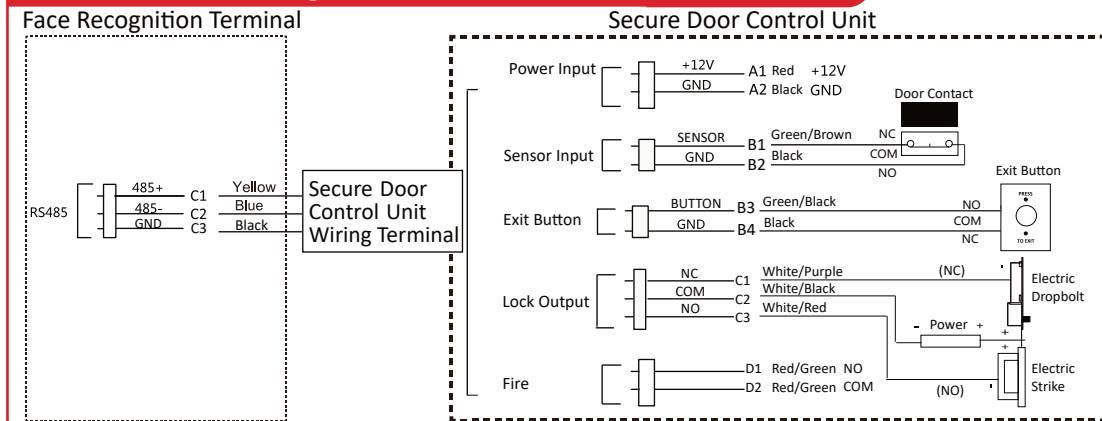 Face Recognition Terminal
Secure Door Control Unit
RS485
485+ C1 Yellow
485- C2 Blue
GND C3 Black
Secure Door
Control Unit
Wiring Terminal
Power Input
+12V A1 Red +12V
GND A2 Black GND
Door Contact
Sensor Input
SENSOR B1 Green/Brown NC
GND B2 Black COM
NO
Exit Button
Exit Button
BUTTON B3 Green/Black NO
GND B4 Black COM
NC
PRESS
TO EXIT
Lock Output
NC C1 White/Purple (NC)
COM C2 White/Black
NO C3 White/Red
Electric
Dropbolt
- Power +
+
+
-
-
Electric
Strike
(NO)
Fire
D1 Red/Green NO
D2 Red/Green COM